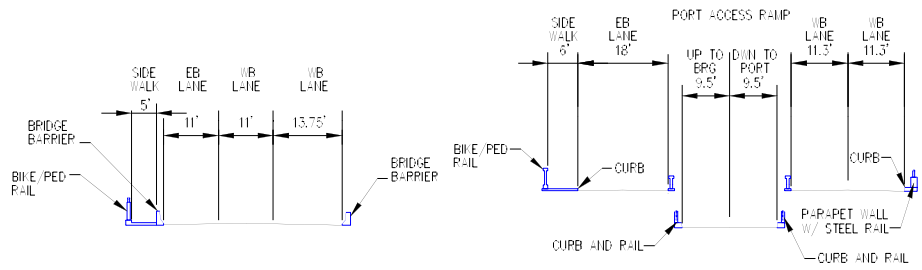 SIDE
WALK
5'
EB
LANE
11'
WB
LANE
11'
WB
LANE
13.75'
BRIDGE
BARRIER
BIKE/PED
RAIL
BRIDGE
BARRIER
PORT ACCESS RAMP
SIDE
WALK
6'
EB
LANE
18'
UP TO
BRG
9.5'
DWN TO
PORT
9.5'
WB
LANE
11.3'
WB
LANE
11.3'
BIKE/PED
RAIL
CURB
CURB
CURB AND RAIL
PARAPET WALL
W/ STEEL RAIL
CURB AND RAIL